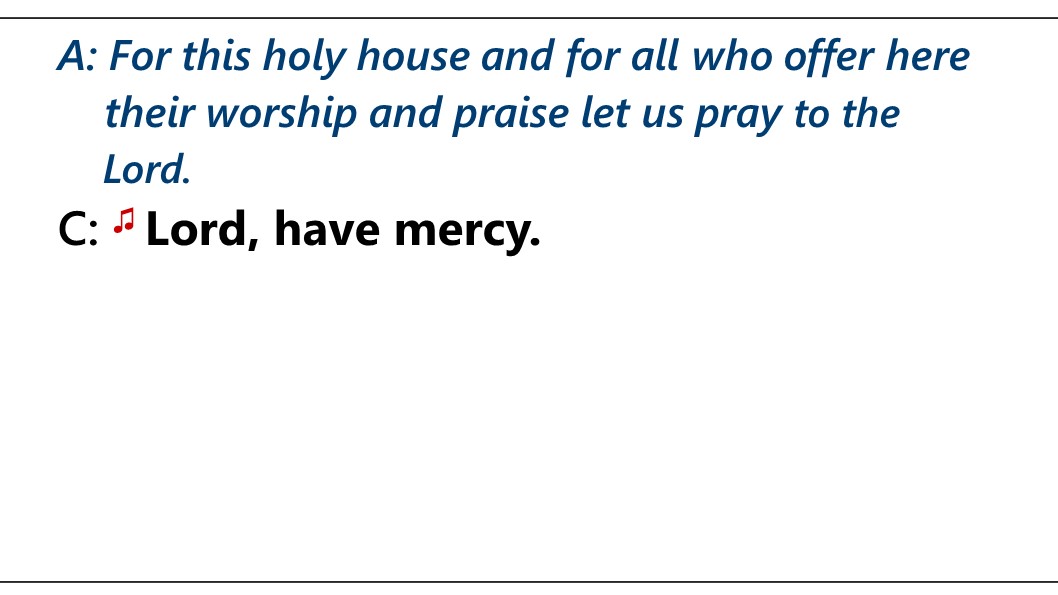 A: For this holy house and for all who offer here
their worship and praise let us pray to the
Lord.
C: ♫ Lord, have mercy.